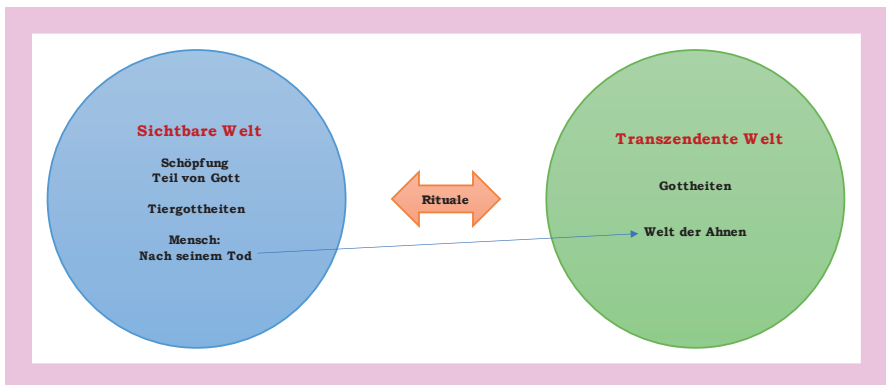 Sichtbare Welt
Schöpfung
Teil von Gott
Tiergottheiten
Mensch:
Nach seinem Tod
Rituale
Transzendente Welt
Gottheiten
Welt der Ahnen